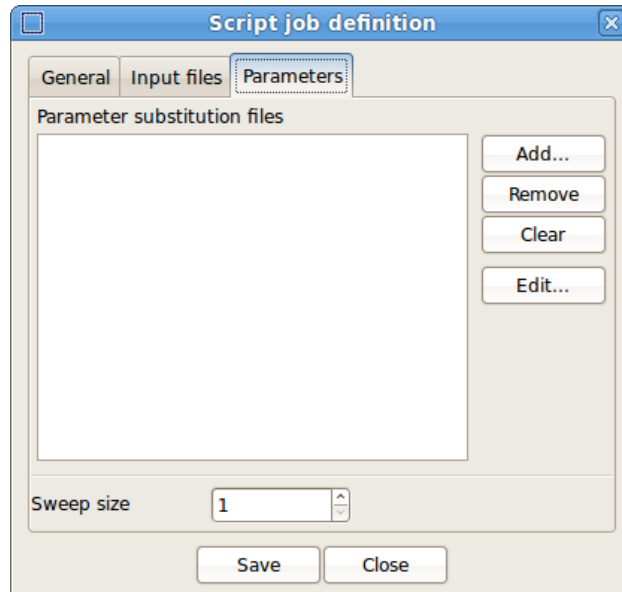 Script job definition
General Input files Parameters
Parameter substitution files
Add...
Remove
Clear
Edit...
Sweep size 1
Save Close